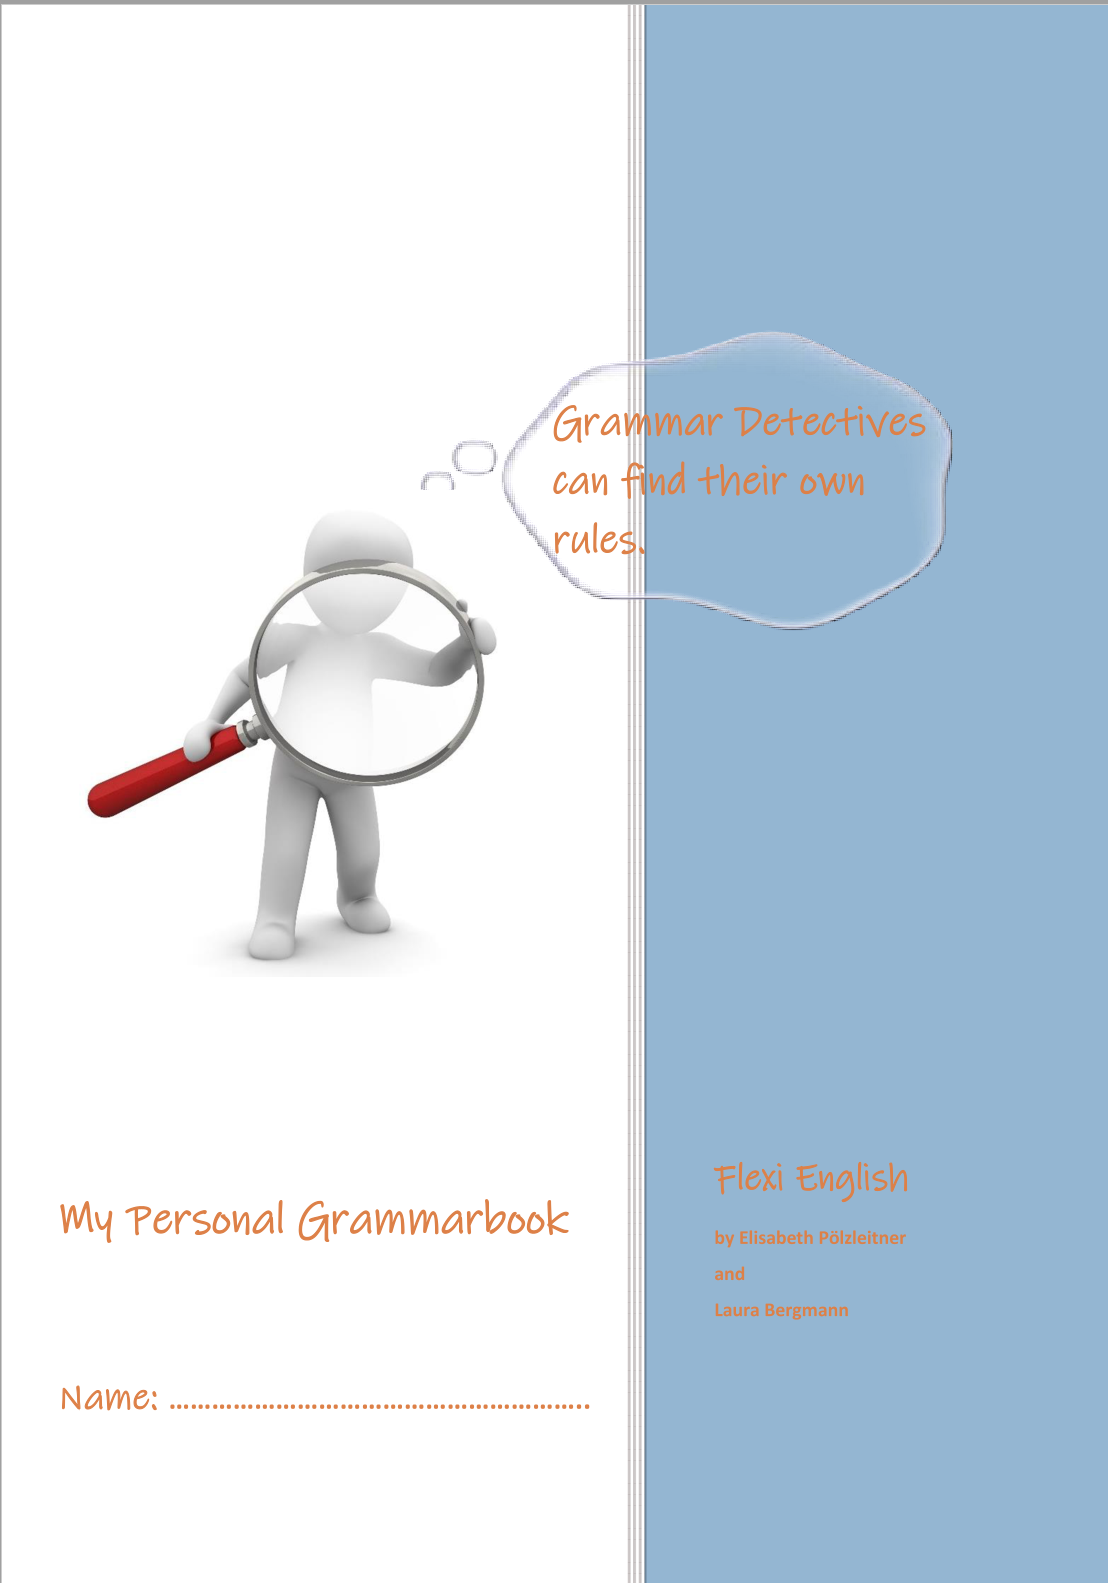 Grammar Detectives
can find their own
rules.
My Personal Grammarbook
Flexi English
by Elisabeth Pölzleitner
and
Laura Bergmann
Name: ……………………………………………………..